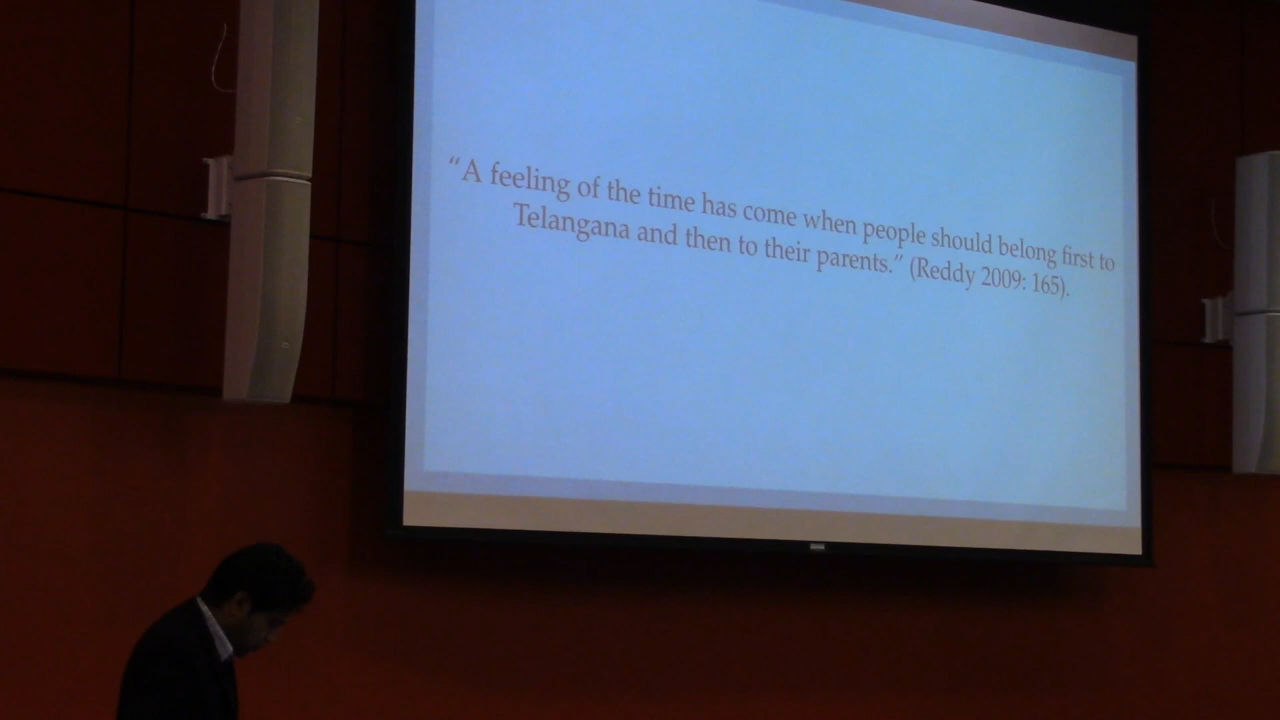 “A feeling of the time has come when people should belong first to
Telangana and then to their parents.” (Reddy 2009: 165).